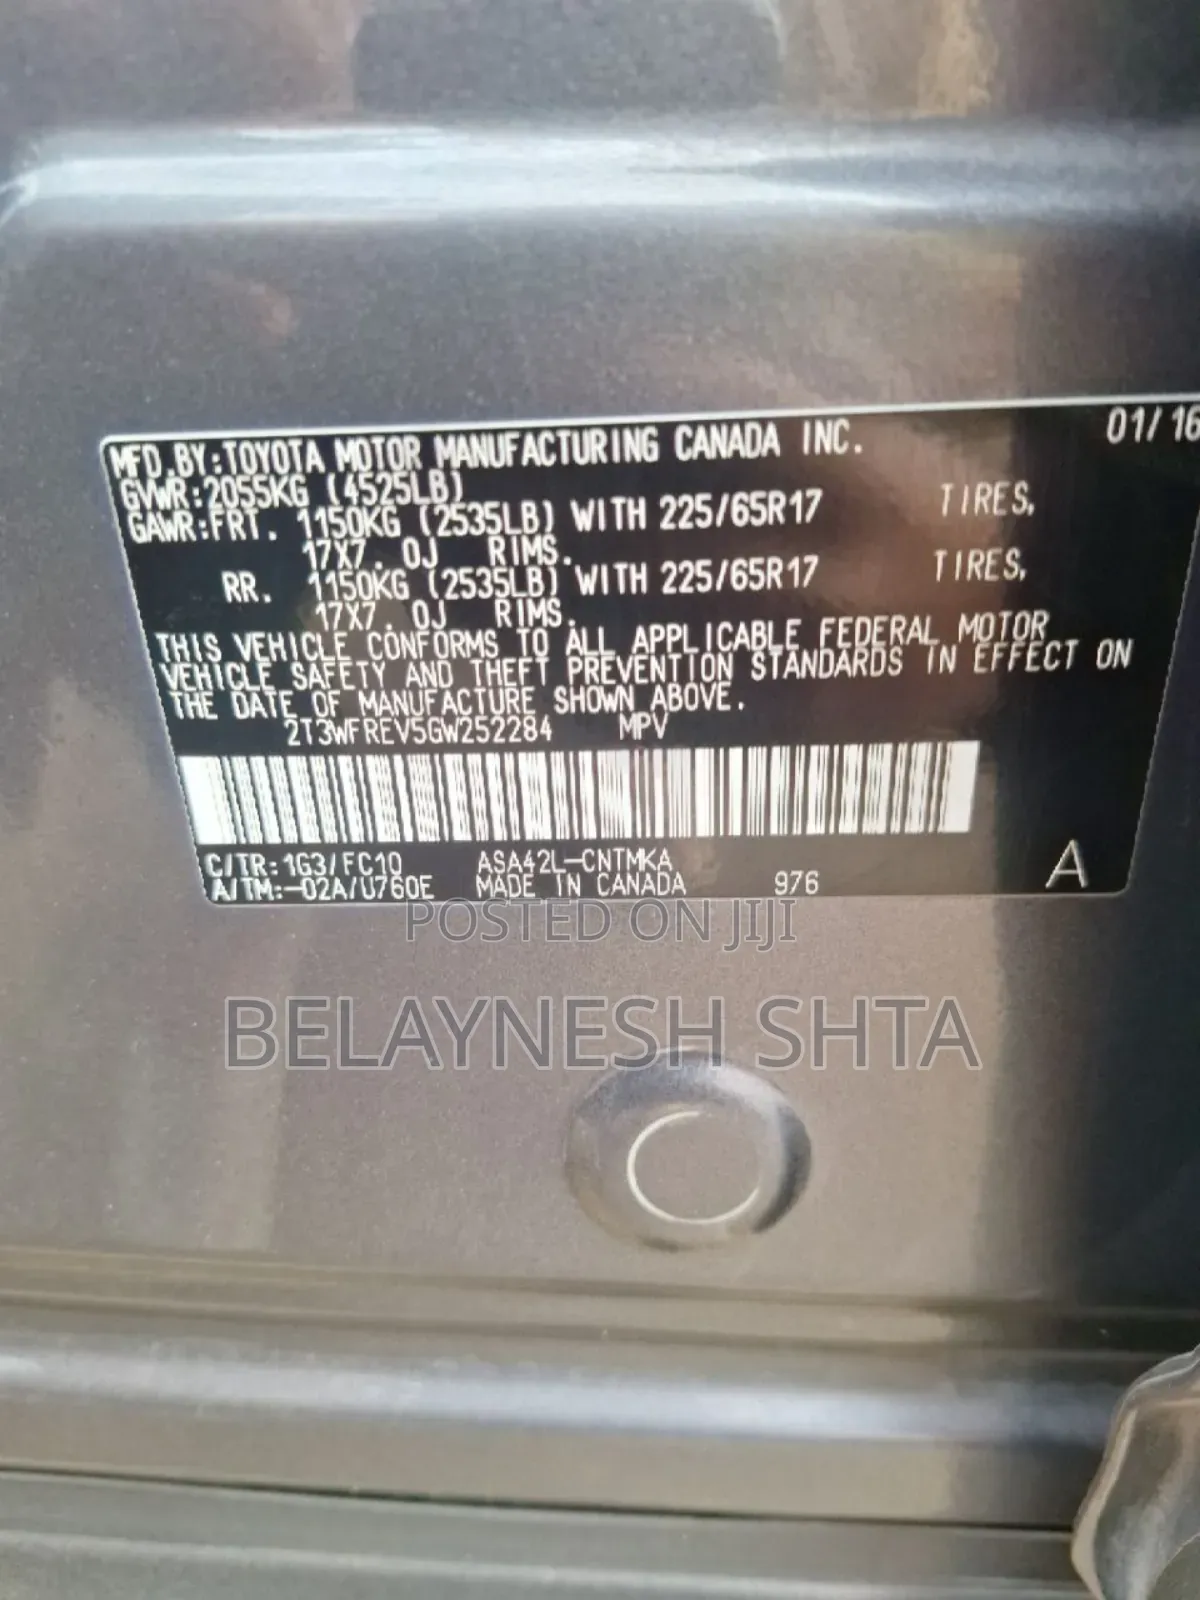 01/16
MFD.BY:TOYOTA MOTOR MANUFACTURING CANADA INC.
GVWR:2055KG (4525LB)
GAWR:FRT. 1150KG (2535LB) WITH 225/65R17 TIRES,
17X7.0J RIMS.
RR. 1150KG (2535LB) WITH 225/65R17 TIRES,
17X7.0J RIMS.
THIS VEHICLE CONFORMS TO ALL APPLICABLE FEDERAL MOTOR
VEHICLE SAFETY AND THEFT PREVENTION STANDARDS IN EFFECT ON
THE DATE OF MANUFACTURE SHOWN ABOVE.
2T3WFREV5GW252284 MPV
C/TR:1G3/FC10 ASA42L-CNTMKA
A/TM:-02A/U760E MADE IN CANADA 976 A
POSTED ON JIJI
BELAYNESH SHTA